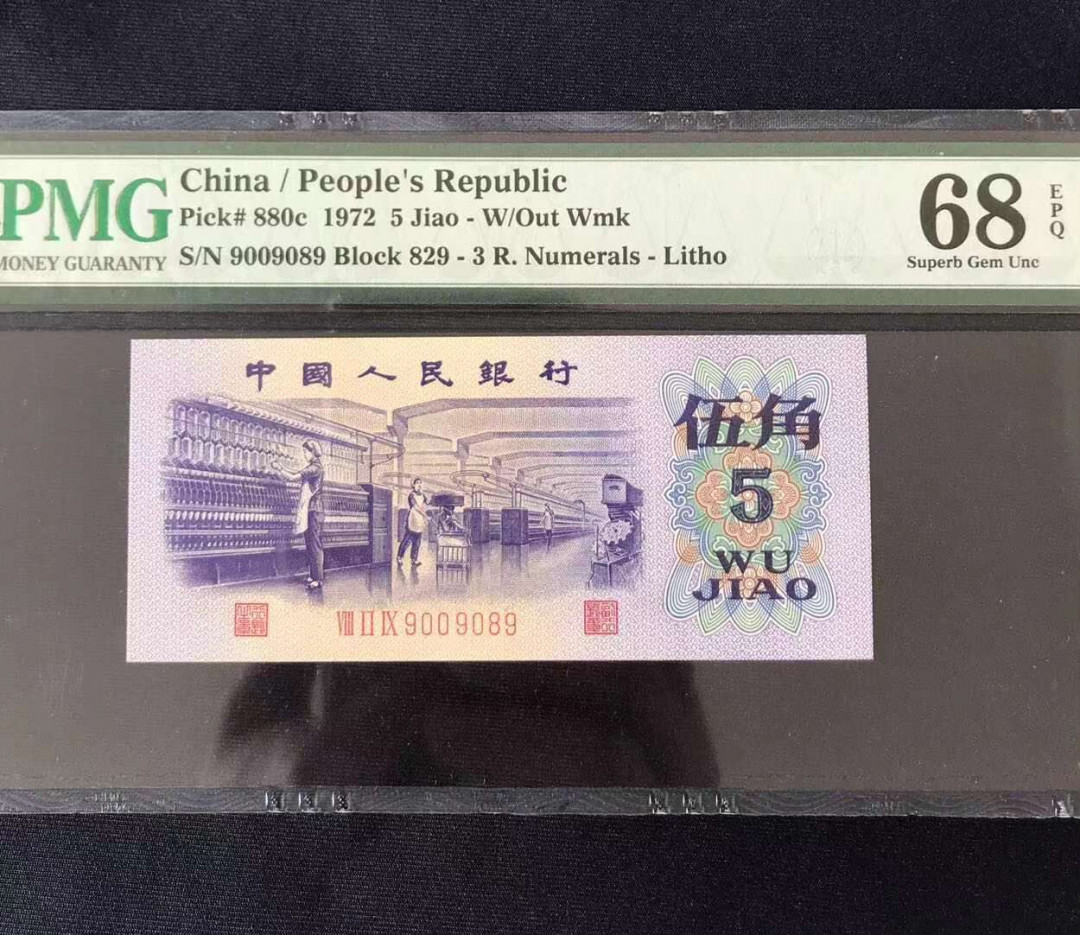 PMG
MONEY GUARANTY
China / People's Republic
Pick# 880c 1972 5 Jiao - W/Out Wmk
S/N 9009089 Block 829 - 3 R. Numerals - Litho
68 EPQ
Superb Gem Unc
中國人民銀行
伍角
5
WU
JIAO
VIII II IX 9009089